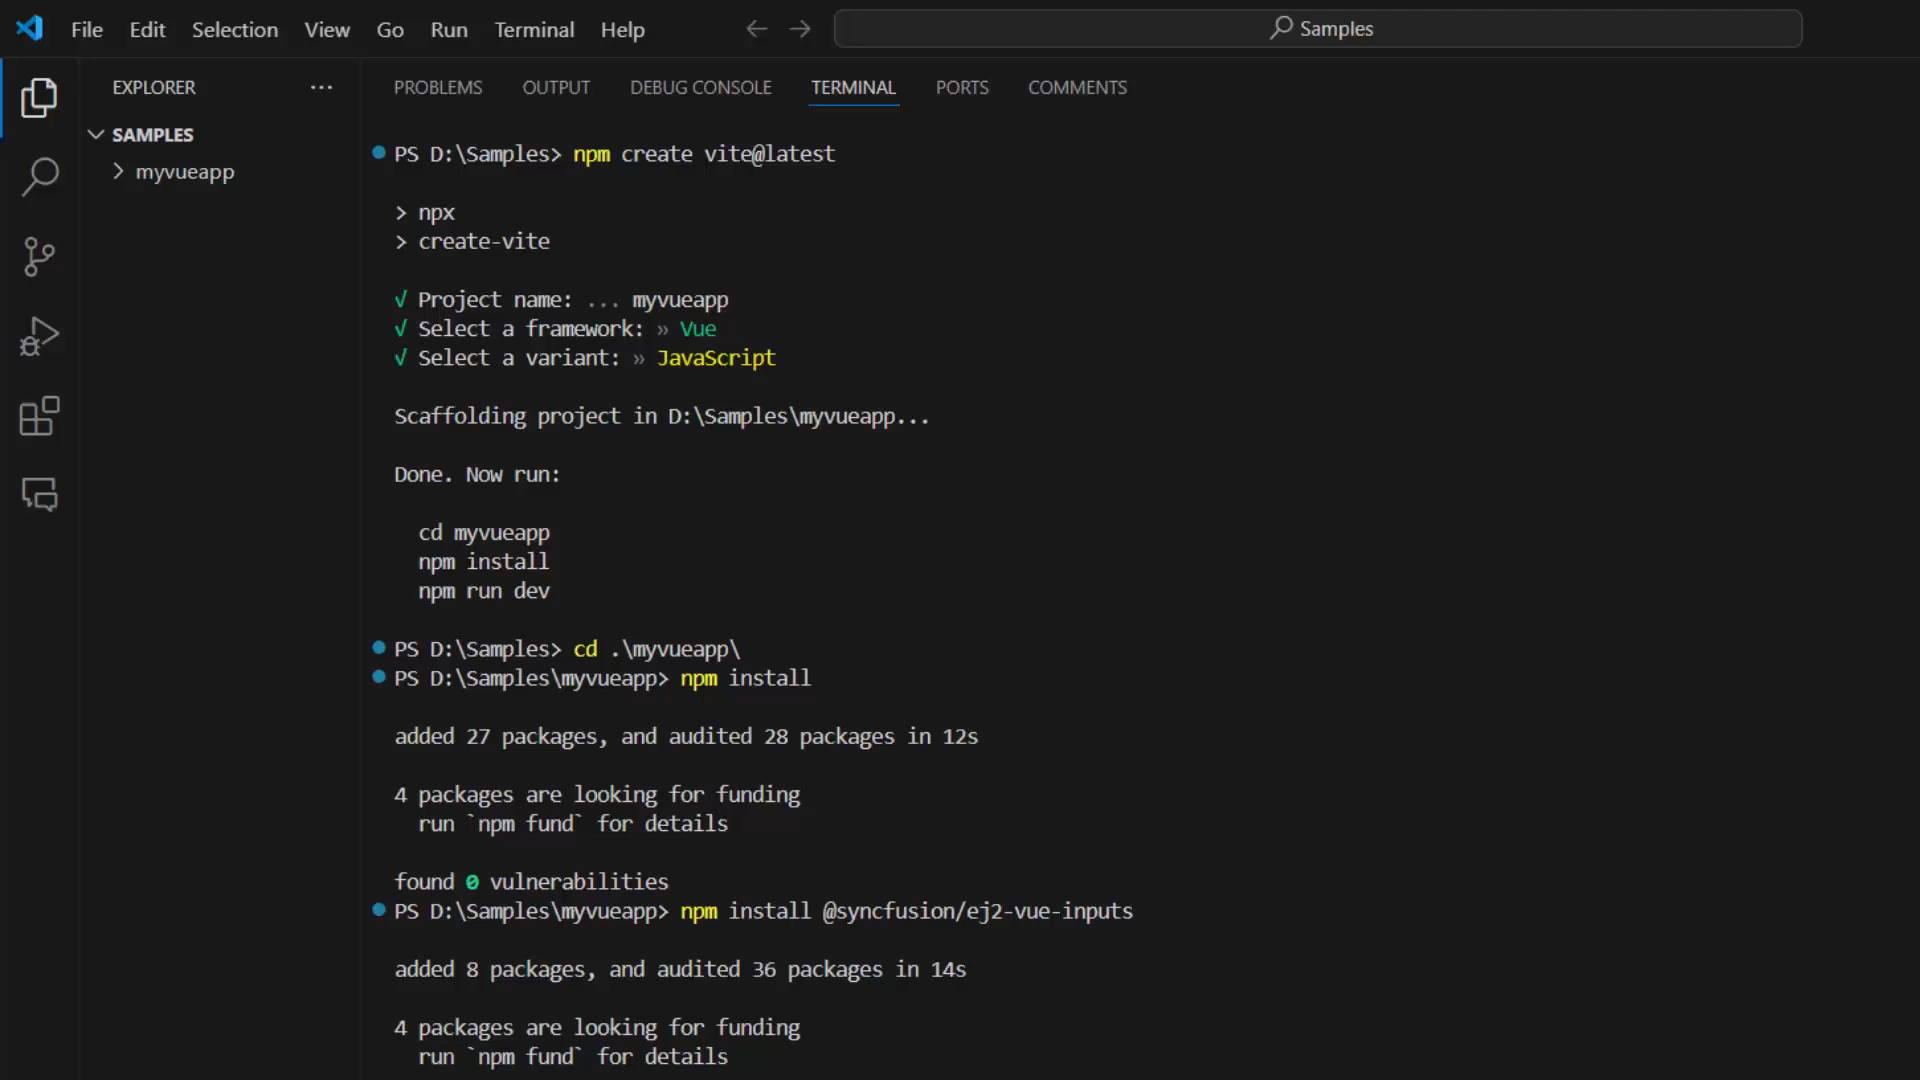 File Edit Selection View Go Run Terminal Help
Samples
EXPLORER ...
SAMPLES
myvueapp
PROBLEMS OUTPUT DEBUG CONSOLE TERMINAL PORTS COMMENTS
PS D:\Samples> npm create vite@latest
> npx
> create-vite
√ Project name: ... myvueapp
√ Select a framework: » Vue
√ Select a variant: » JavaScript
Scaffolding project in D:\Samples\myvueapp...
Done. Now run:
cd myvueapp
npm install
npm run dev
PS D:\Samples> cd .\myvueapp\
PS D:\Samples\myvueapp> npm install
added 27 packages, and audited 28 packages in 12s
4 packages are looking for funding
run `npm fund` for details
found 0 vulnerabilities
PS D:\Samples\myvueapp> npm install @syncfusion/ej2-vue-inputs
added 8 packages, and audited 36 packages in 14s
4 packages are looking for funding
run `npm fund` for details